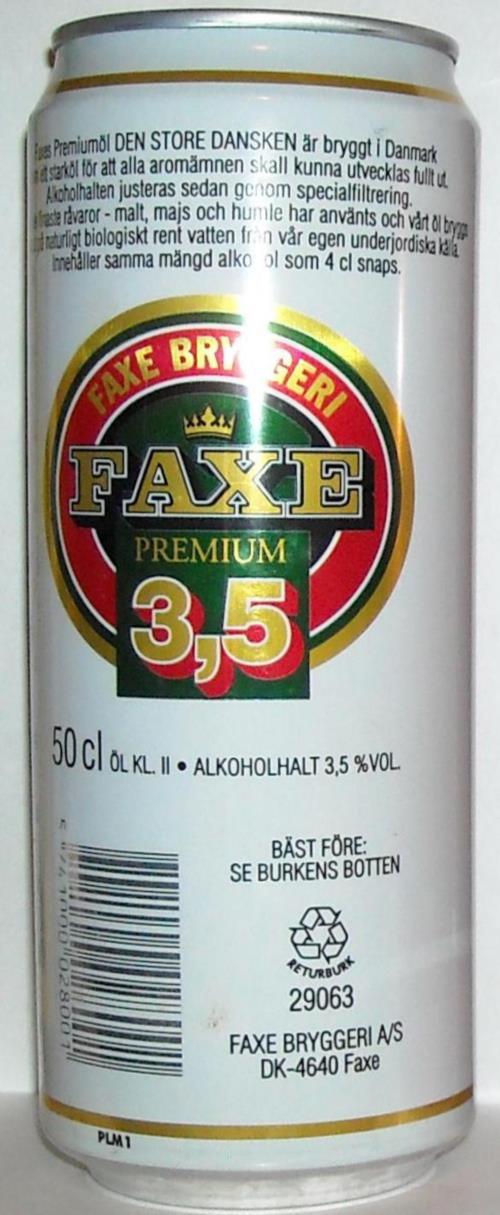 Premiumöl DEN STORE DANSKEN är bryggt i Danmark
ett starköl för att alla aromämnen skall kunna utvecklas fullt ut.
Alkoholhalten justeras sedan genom specialfiltrering.
råvaror - malt, majs och humle har använts och vårt öl bryggs
naturligt biologiskt rent vatten från vår egen underjordiska källa.
Innehåller samma mängd alkohol som 4 cl snaps.
FAXE BRYGGERI
FAXE
PREMIUM
3,5
50 cl ÖL KL. II • ALKOHOLHALT 3,5 %VOL.
BÄST FÖRE:
SE BURKENS BOTTEN
RETURBURK
29063
FAXE BRYGGERI A/S
DK-4640 Faxe
PLM 1